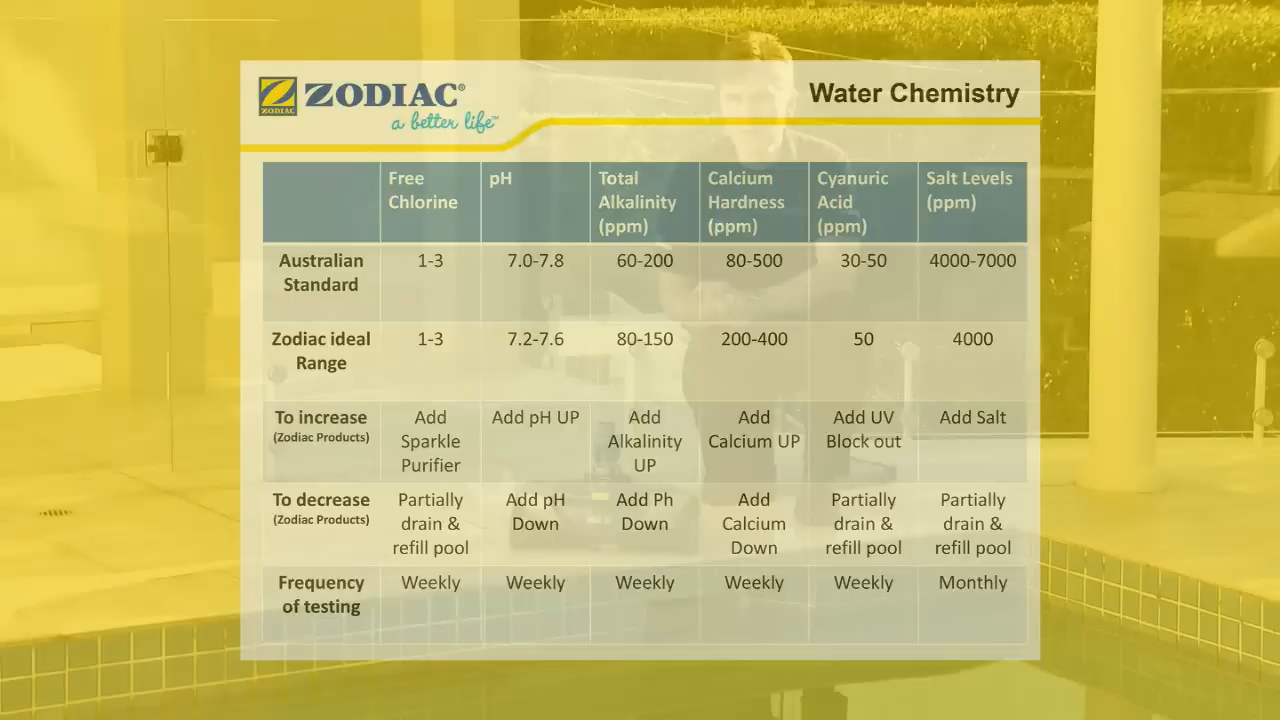 ZODIAC®
ZODIAC
a better life™
Water Chemistry
Free Chlorine
pH
Total Alkalinity (ppm)
Calcium Hardness (ppm)
Cyanuric Acid (ppm)
Salt Levels (ppm)
Australian Standard
1-3
7.0-7.8
60-200
80-500
30-50
4000-7000
Zodiac ideal Range
1-3
7.2-7.6
80-150
200-400
50
4000
To increase
(Zodiac Products)
Add Sparkle Purifier
Add pH UP
Add Alkalinity UP
Add Calcium UP
Add UV Block out
Add Salt
To decrease
(Zodiac Products)
Partially drain & refill pool
Add pH Down
Add Ph Down
Add Calcium Down
Partially drain & refill pool
Partially drain & refill pool
Frequency of testing
Weekly
Weekly
Weekly
Weekly
Weekly
Monthly